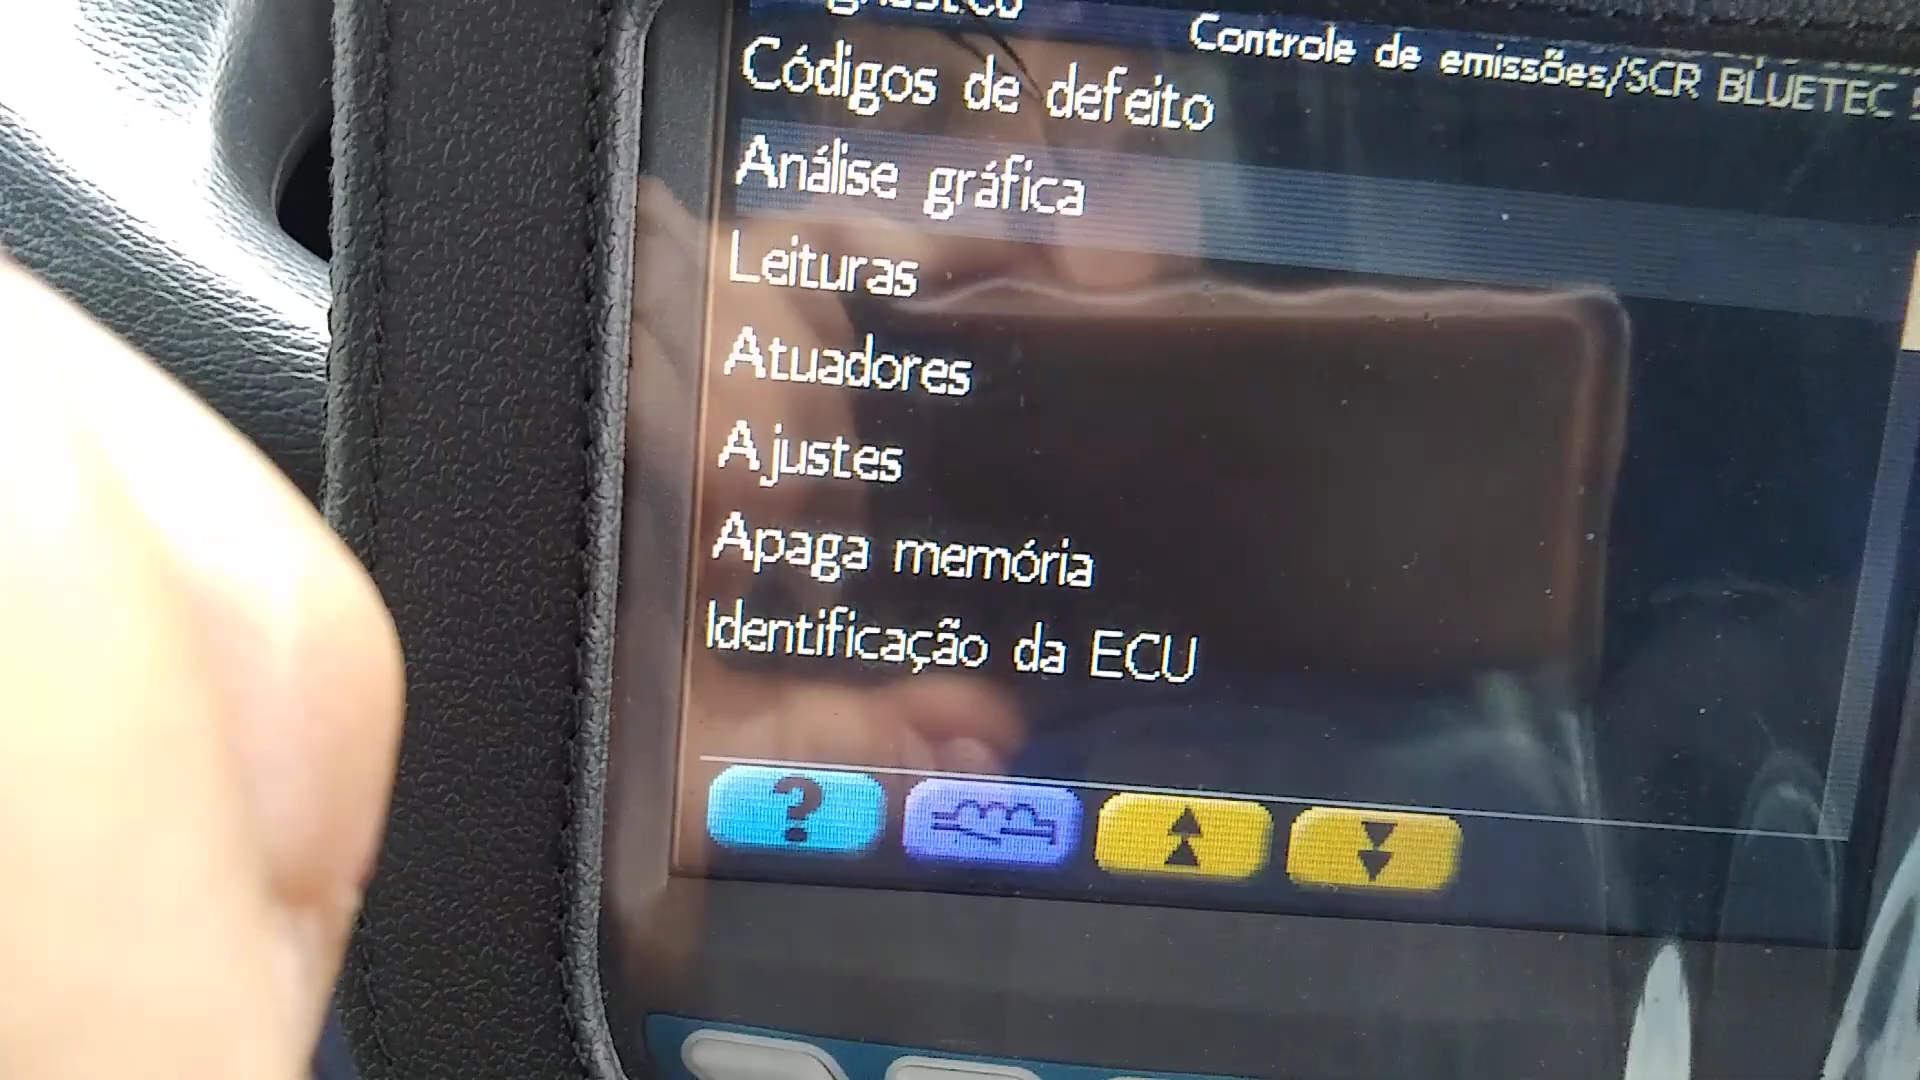 Controle de emissões/SCR BLUETEC
Códigos de defeito
Análise gráfica
Leituras
Atuadores
Ajustes
Apaga memória
Identificação da ECU
?